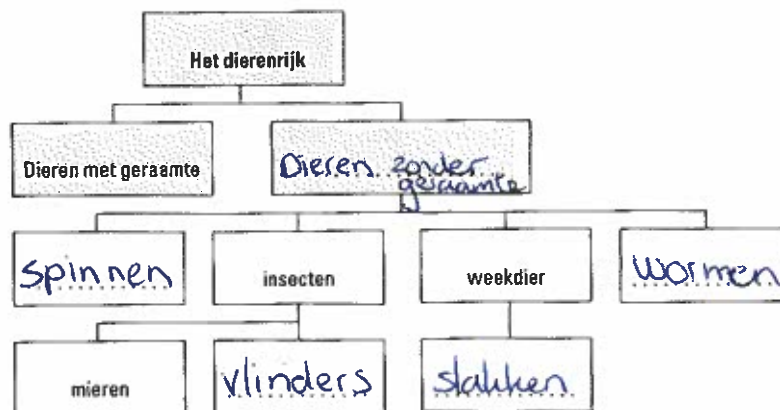 Het dierenrijk
Dieren met geraamte
Dieren zonder
geraamte
spinnen
insecten
weekdier
wormen
mieren
vlinders
slakken